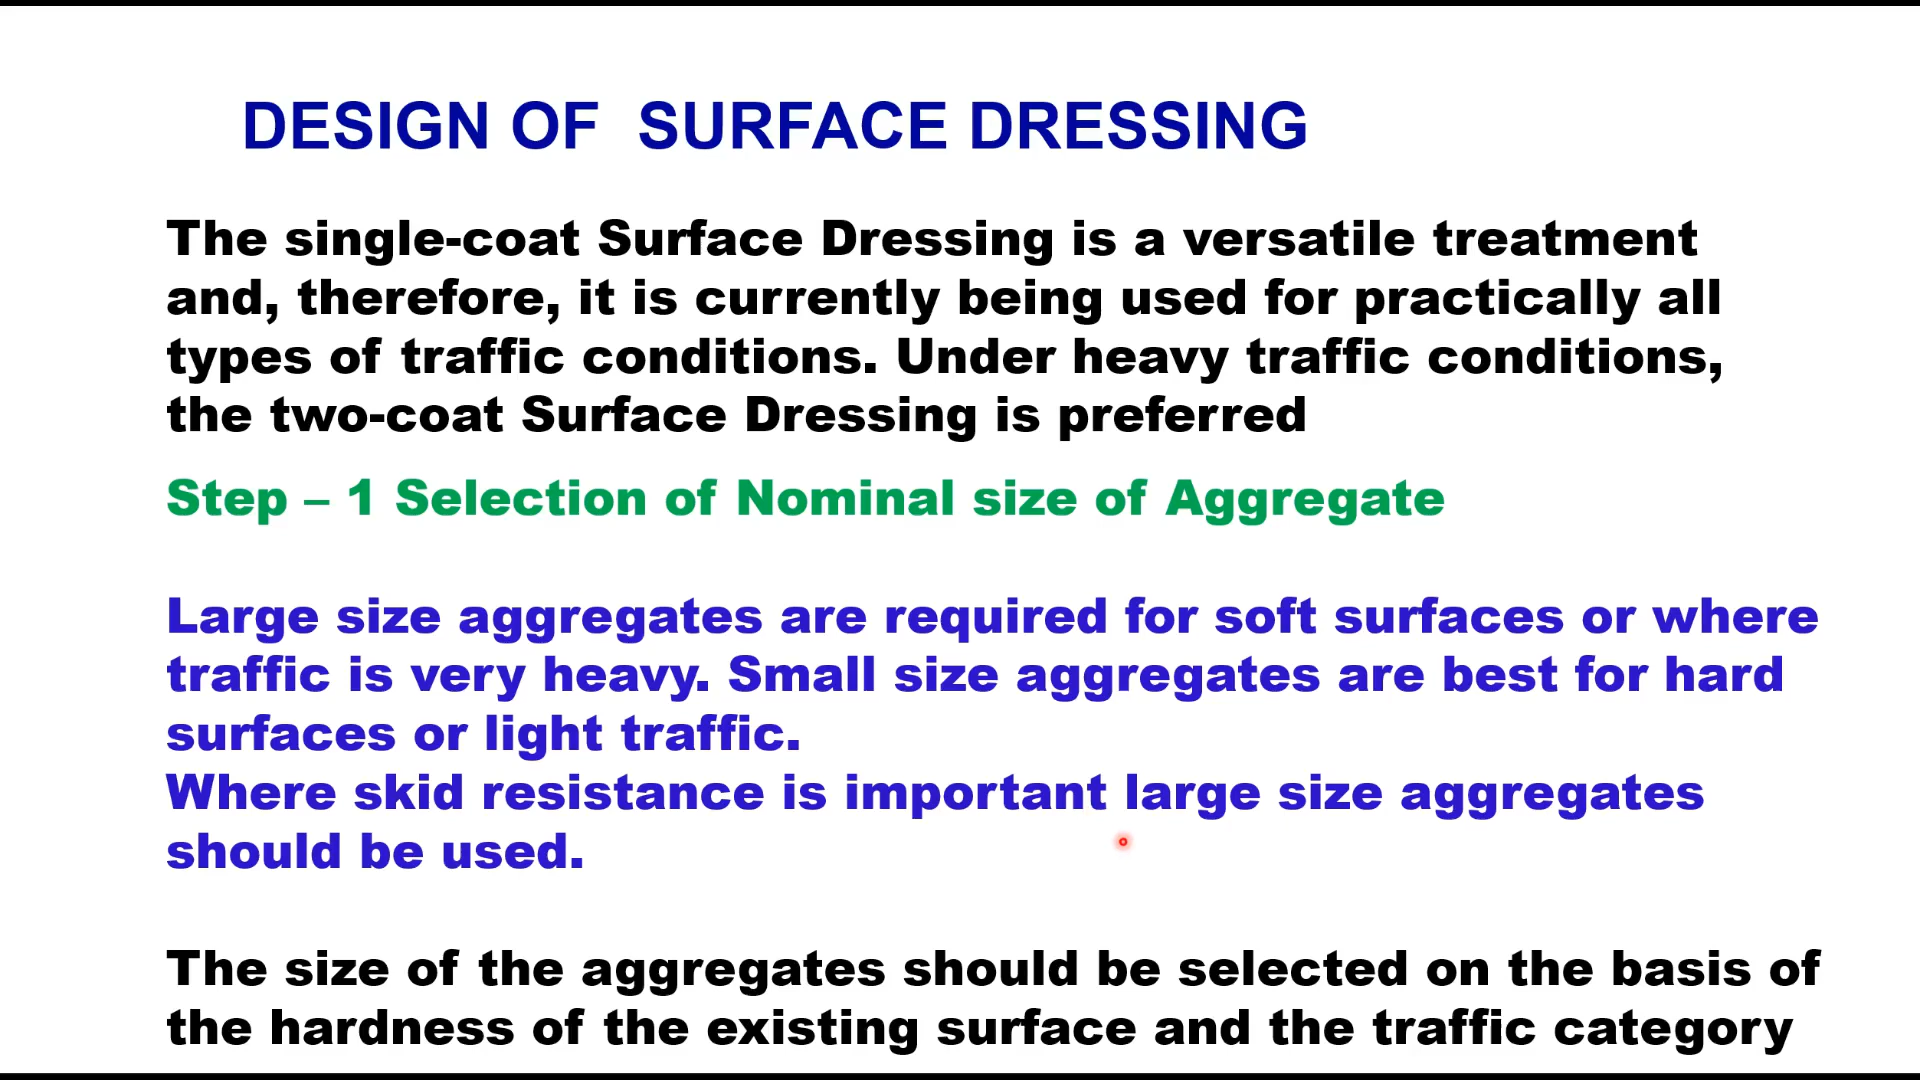 DESIGN OF SURFACE DRESSING
The single-coat Surface Dressing is a versatile treatment
and, therefore, it is currently being used for practically all
types of traffic conditions. Under heavy traffic conditions,
the two-coat Surface Dressing is preferred
Step – 1 Selection of Nominal size of Aggregate
Large size aggregates are required for soft surfaces or where
traffic is very heavy. Small size aggregates are best for hard
surfaces or light traffic.
Where skid resistance is important large size aggregates
should be used.
The size of the aggregates should be selected on the basis of
the hardness of the existing surface and the traffic category